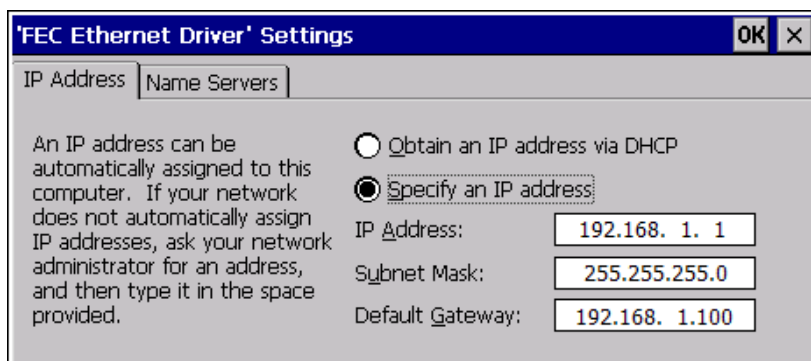 'FEC Ethernet Driver' Settings OK ×
IP Address Name Servers
An IP address can be
automatically assigned to this
computer. If your network
does not automatically assign
IP addresses, ask your network
administrator for an address,
and then type it in the space
provided.
Obtain an IP address via DHCP
Specify an IP address
IP Address: 192.168. 1. 1
Subnet Mask: 255.255.255.0
Default Gateway: 192.168. 1.100